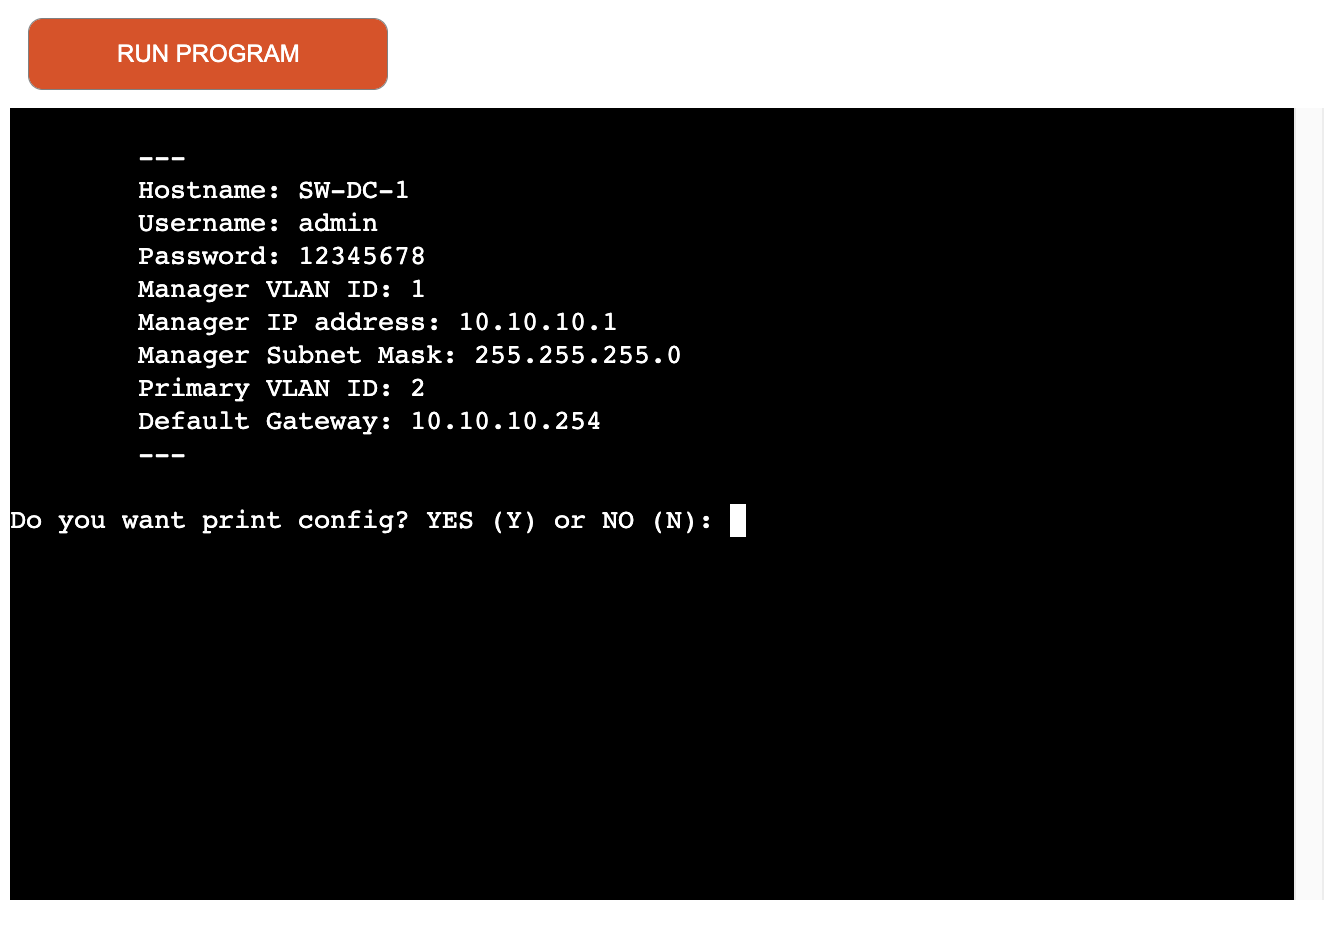 RUN PROGRAM
---
Hostname: SW-DC-1
Username: admin
Password: 12345678
Manager VLAN ID: 1
Manager IP address: 10.10.10.1
Manager Subnet Mask: 255.255.255.0
Primary VLAN ID: 2
Default Gateway: 10.10.10.254
---
Do you want print config? YES (Y) or NO (N):